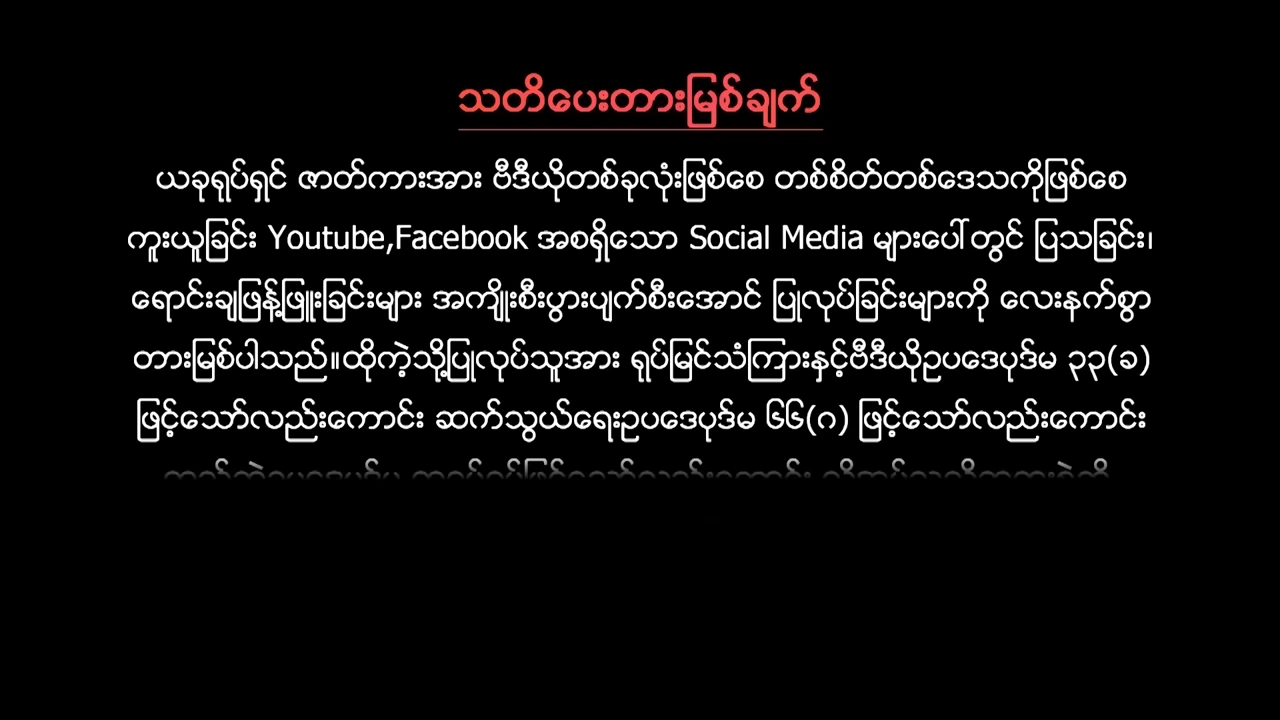 သတိပေးတားမြစ်ချက်
ယခုရုပ်ရှင် ဇာတ်ကားအား ဗီဒီယိုတစ်ခုလုံးဖြစ်စေ တစ်စိတ်တစ်ဒေသကိုဖြစ်စေ
ကူးယူခြင်း Youtube,Facebook အစရှိသော Social Media များပေါ်တွင် ပြသခြင်း၊
ရောင်းချဖြန့်ဖြူးခြင်းများ အကျိုးစီးပွားပျက်စီးအောင် ပြုလုပ်ခြင်းများကို လေးနက်စွာ
တားမြစ်ပါသည်။ထိုကဲ့သို့ပြုလုပ်သူအား ရုပ်မြင်သံကြားနှင့်ဗီဒီယိုဥပဒေပုဒ်မ ၃၃(ခ)
ဖြင့်သော်လည်းကောင်း ဆက်သွယ်ရေးဥပဒေပုဒ်မ ၆၆(ဂ) ဖြင့်သော်လည်းကောင်း